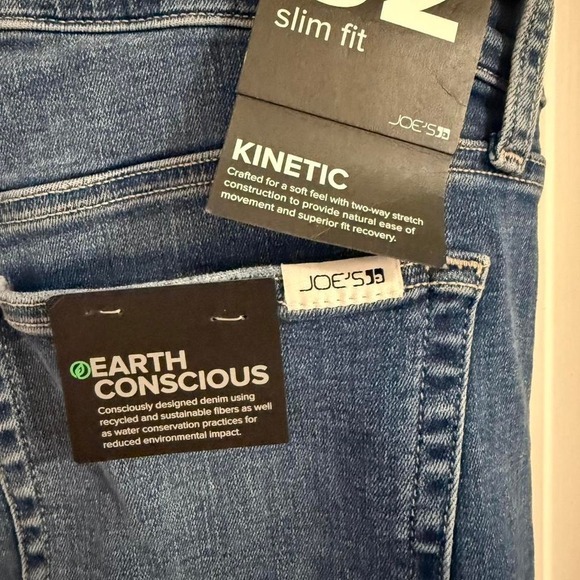 slim fit
JOE'S
KINETIC
Crafted for a soft feel with two-way stretch
construction to provide natural ease of
movement and superior fit recovery.
JOE'S
EARTH
CONSCIOUS
Consciously designed denim using
recycled and sustainable fibers as well
as water conservation practices for
reduced environmental impact.